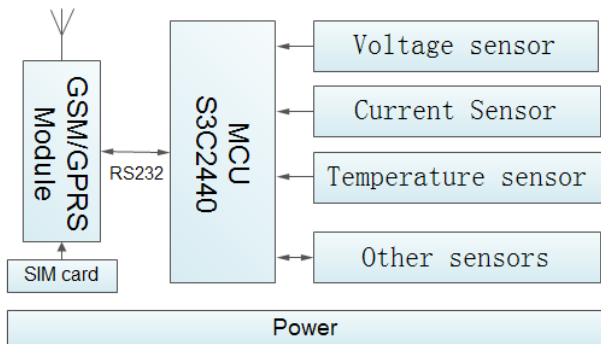 GSM/GPRS
Module
SIM card
RS232
MCU
S3C2440
Voltage sensor
Current Sensor
Temperature sensor
Other sensors
Power